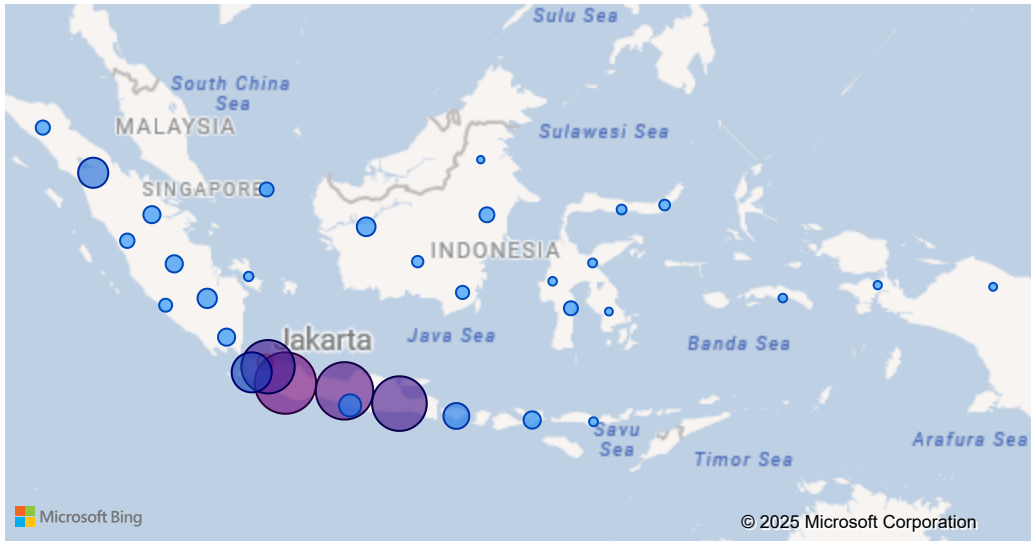 Sulu Sea
South China
Sea
MALAYSIA
Sulawesi Sea
SINGAPORE
INDONESIA
Jakarta
Java Sea
Banda Sea
Savu
Sea
Timor Sea
Arafura Sea
Microsoft Bing
© 2025 Microsoft Corporation